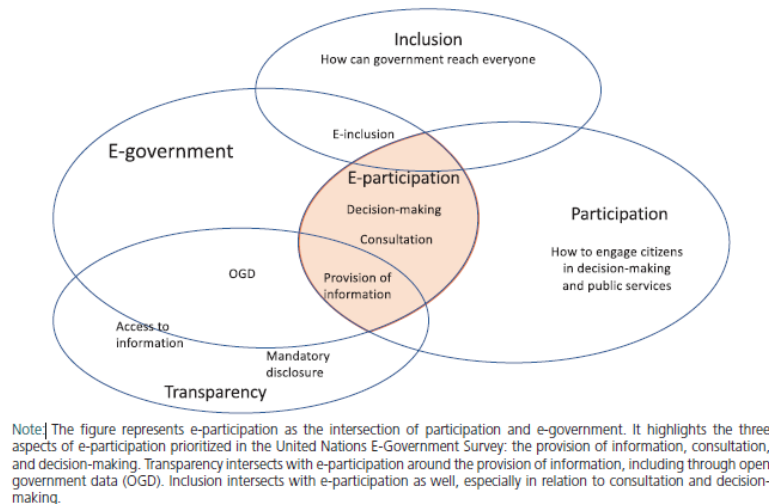 Inclusion
How can government reach everyone
E-inclusion
E-government
E-participation
Decision-making
Consultation
Provision of
information
Participation
How to engage citizens
in decision-making
and public services
OGD
Access to
information
Mandatory
disclosure
Transparency
Note:| The figure represents e-participation as the intersection of participation and e-government. It highlights the three
aspects of e-participation prioritized in the United Nations E-Government Survey: the provision of information, consultation,
and decision-making. Transparency intersects with e-participation around the provision of information, including through open
government data (OGD). Inclusion intersects with e-participation as well, especially in relation to consultation and decision-
making.